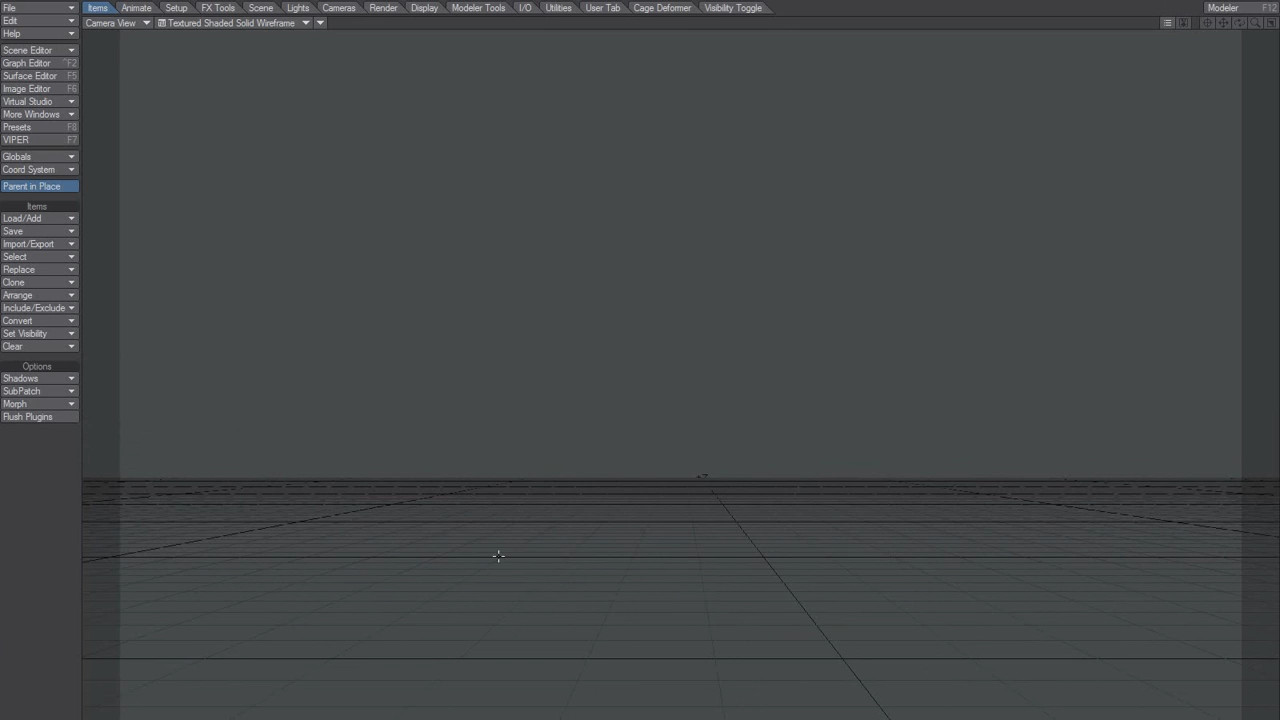 File Items Animate Setup FX Tools Scene Lights Cameras Render Display Modeler Tools I/O Utilities User Tab Cage Deformer Visibility Toggle Modeler F12
Edit Camera View Textured Shaded Solid Wireframe
Help
Scene Editor
Graph Editor ^F2
Surface Editor F5
Image Editor F6
Virtual Studio
More Windows
Presets F8
VIPER F7
Globals
Coord System
Parent in Place
Items
Load/Add
Save
Import/Export
Select
Replace
Clone
Arrange
Include/Exclude
Convert
Set Visibility
Clear
Options
Shadows
SubPatch
Morph
Flush Plugins